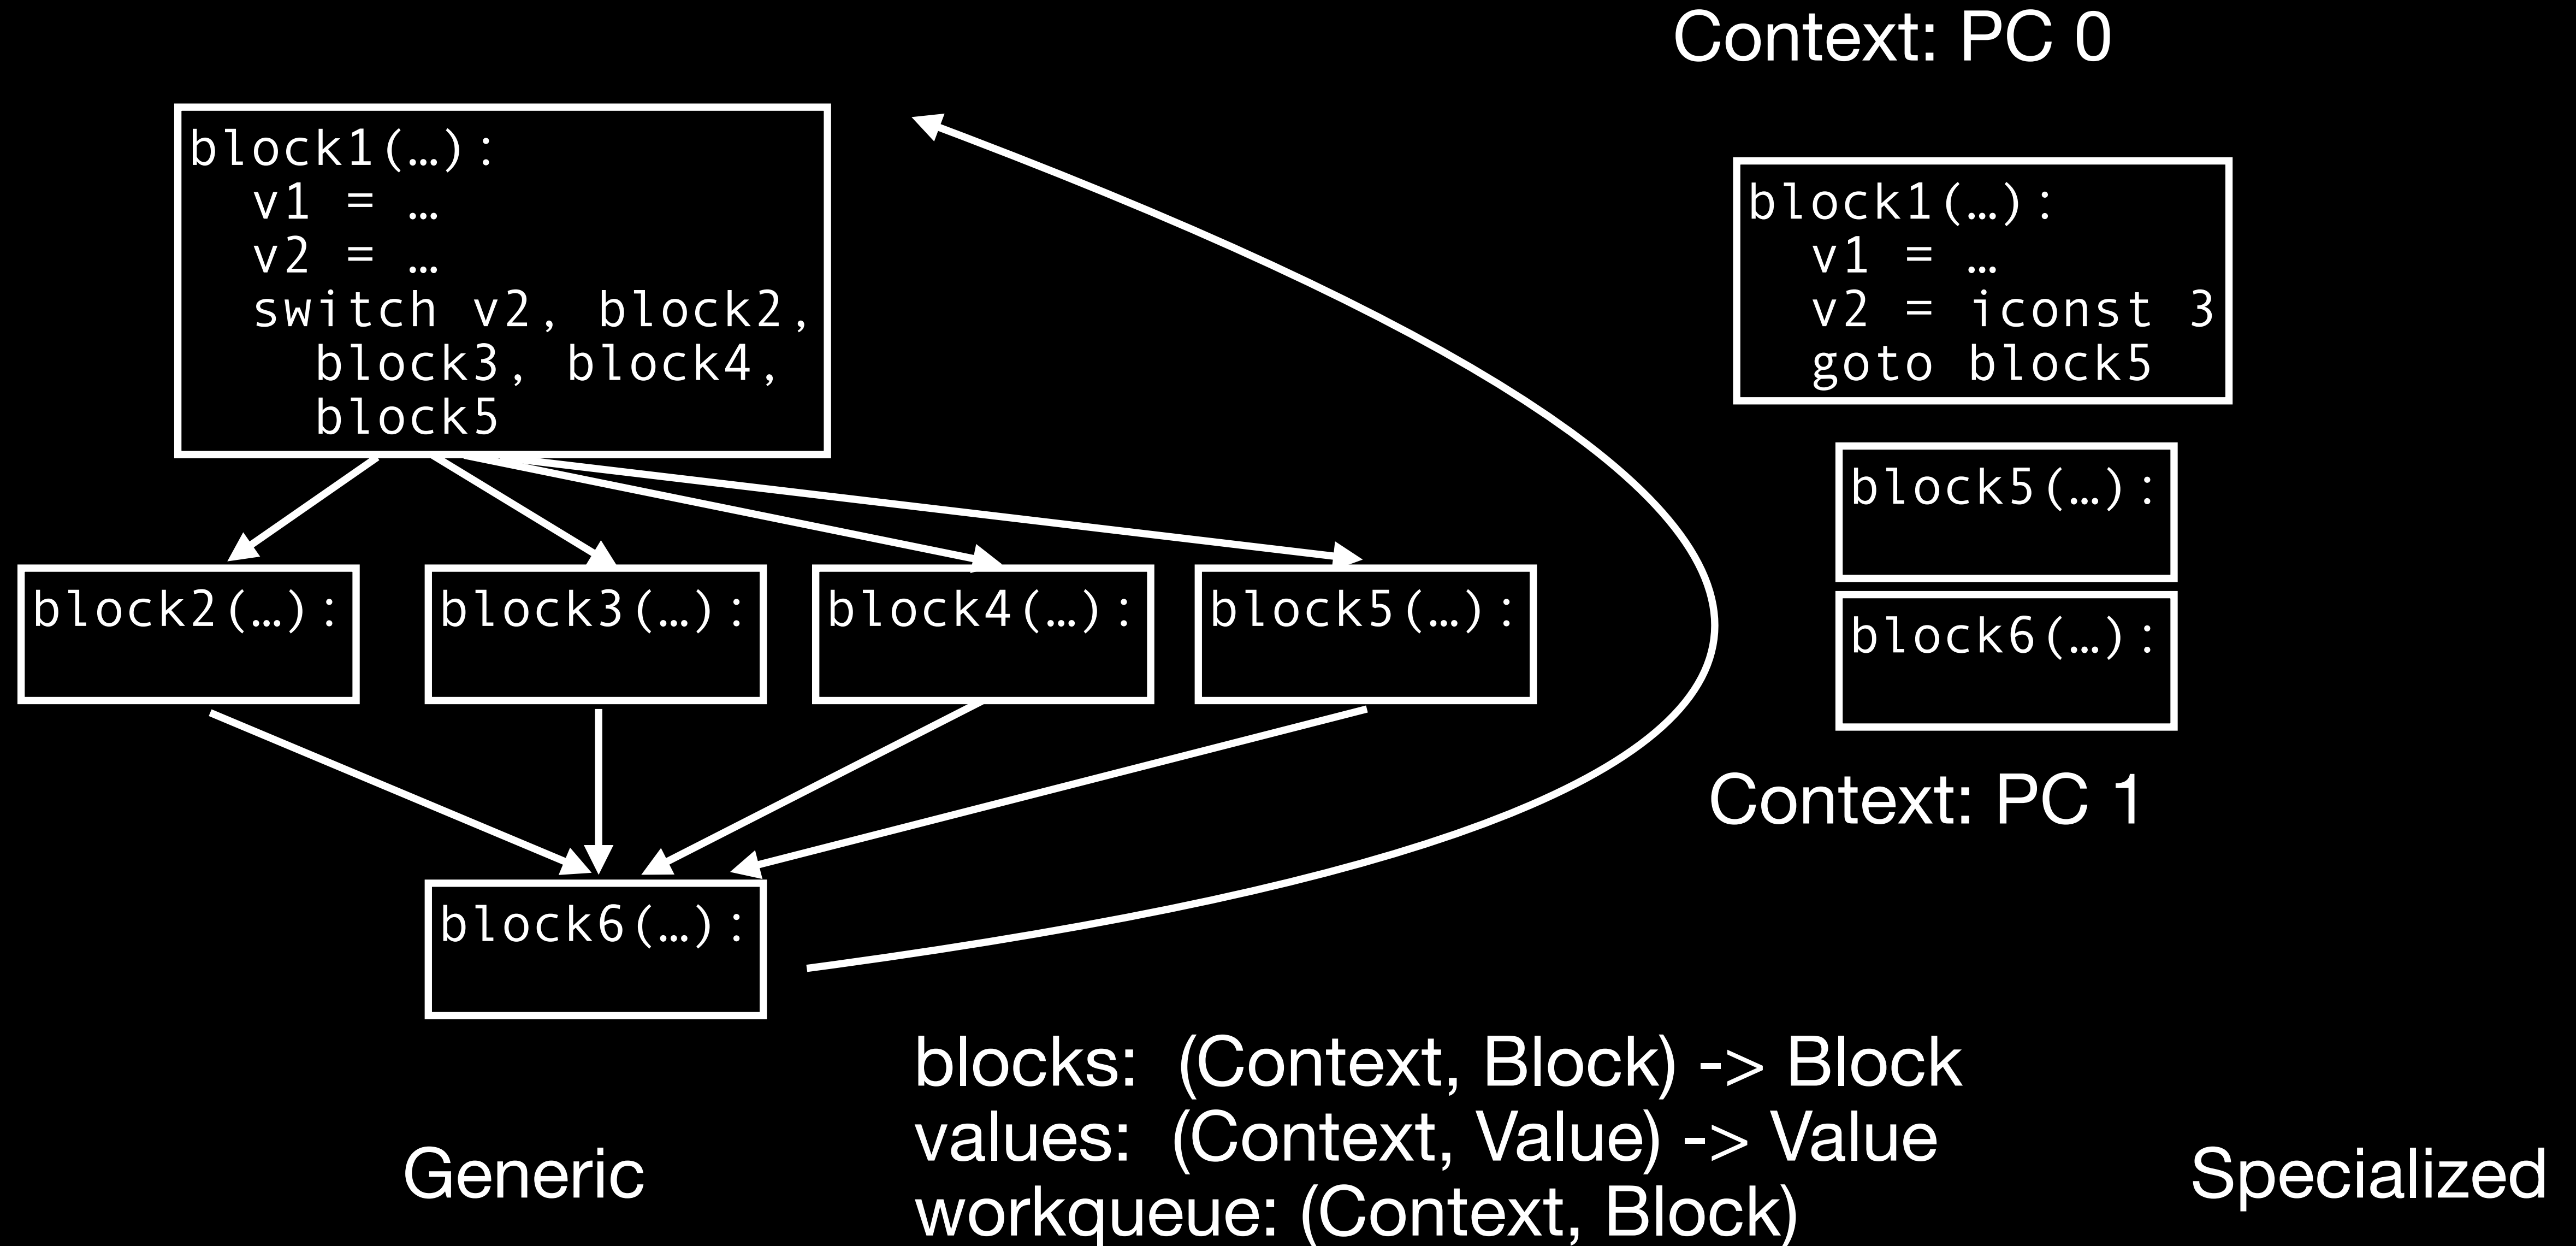 Context: PC 0
block1(…):
v1 = …
v2 = …
switch v2, block2,
block3, block4,
block5
block1(…):
v1 = …
v2 = iconst 3
goto block5
block5(…):
block6(…):
block2(…):
block3(…):
block4(…):
block5(…):
Context: PC 1
block6(…):
blocks: (Context, Block) -> Block
values: (Context, Value) -> Value
workqueue: (Context, Block)
Generic
Specialized